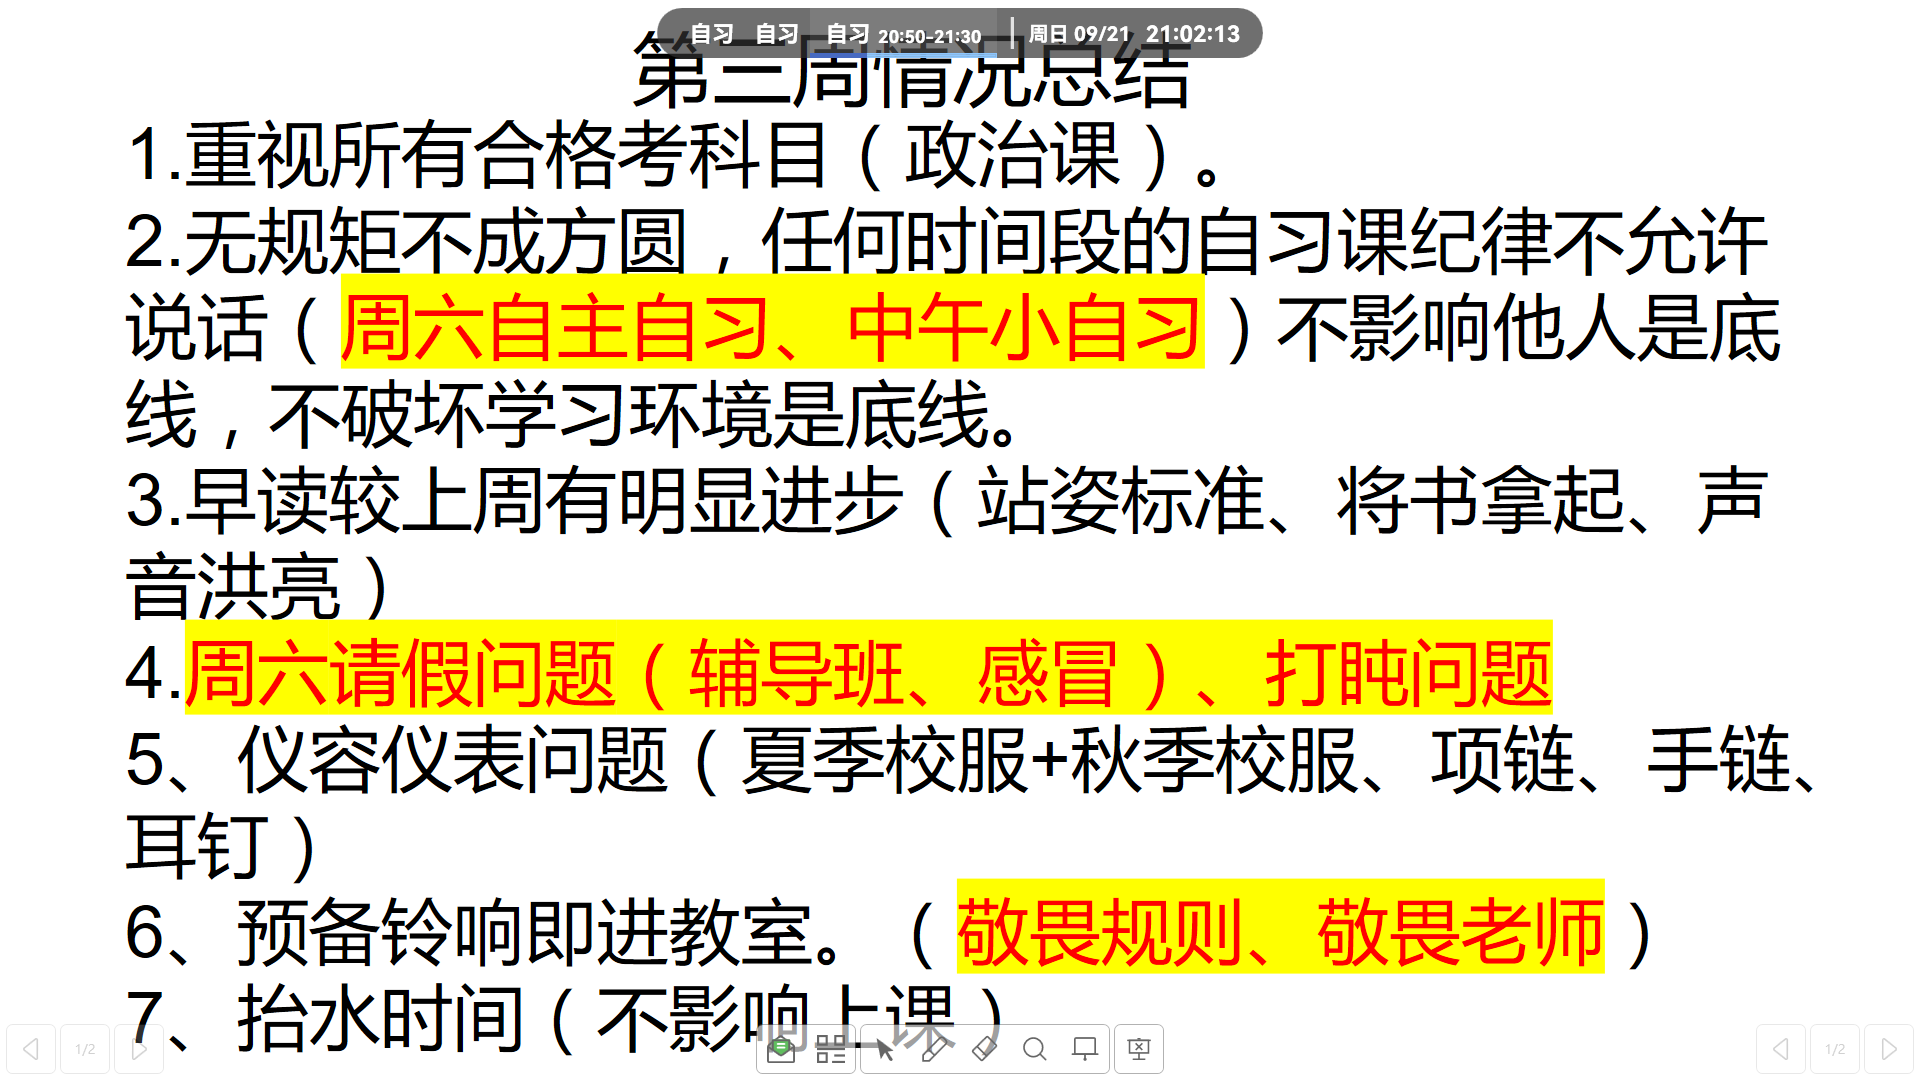 自习 自习 自习 20:50-21:30 周日 09/21 21:02:13
第三周情况总结
1.重视所有合格考科目（政治课）。
2.无规矩不成方圆，任何时间段的自习课纪律不允许
说话（周六自主自习、中午小自习）不影响他人是底
线，不破坏学习环境是底线。
3.早读较上周有明显进步（站姿标准、将书拿起、声
音洪亮）
4.周六请假问题（辅导班、感冒）、打盹问题
5、仪容仪表问题（夏季校服+秋季校服、项链、手链、
耳钉）
6、预备铃响即进教室。（敬畏规则、敬畏老师）
7、抬水时间（不影响上课）
1/2 1/2